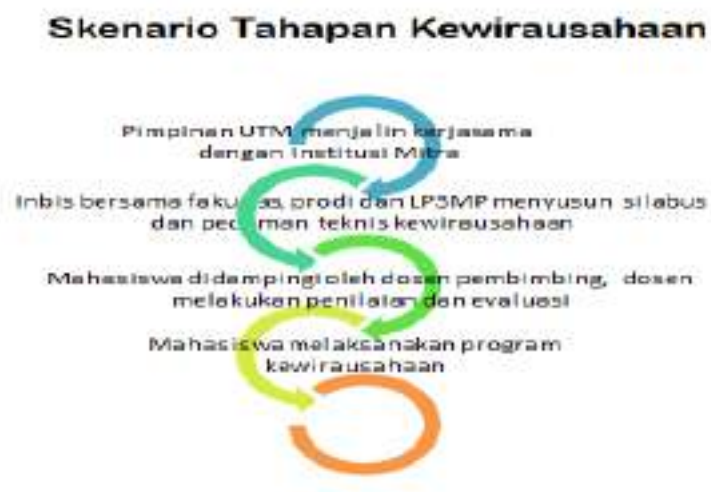 Skenario Tahapan Kewirausahaan
Pimpinan UTM menjalin kerjasama
dengan Institusi Mitra
Inbis bersama fakultas, prodi dan LP3MP menyusun silabus
dan pedoman teknis kewirausahaan
Mahasiswa didampingi oleh dosen pembimbing, dosen
melakukan penilaian dan evaluasi
Mahasiswa melaksanakan program
kewirausahaan